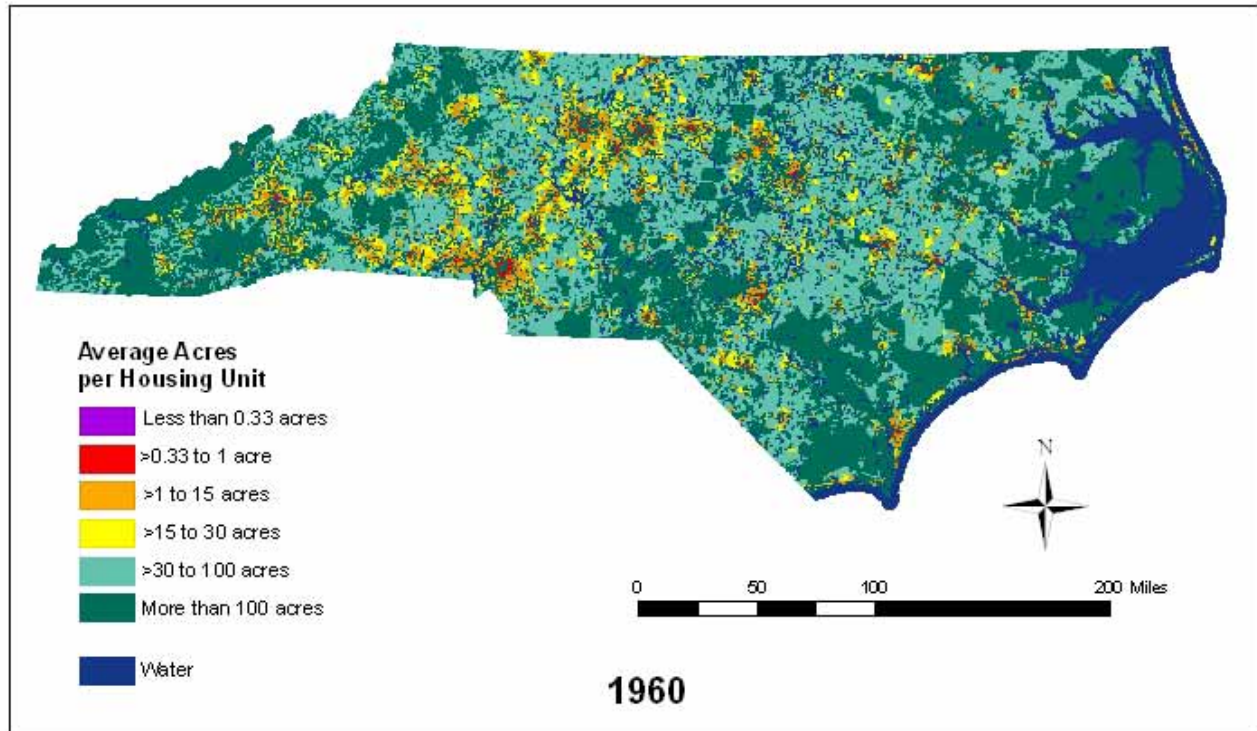 Average Acres
per Housing Unit
Less than 0.33 acres
>0.33 to 1 acre
>1 to 15 acres
>15 to 30 acres
>30 to 100 acres
More than 100 acres
Water
N
0 50 100 200 Miles
1960